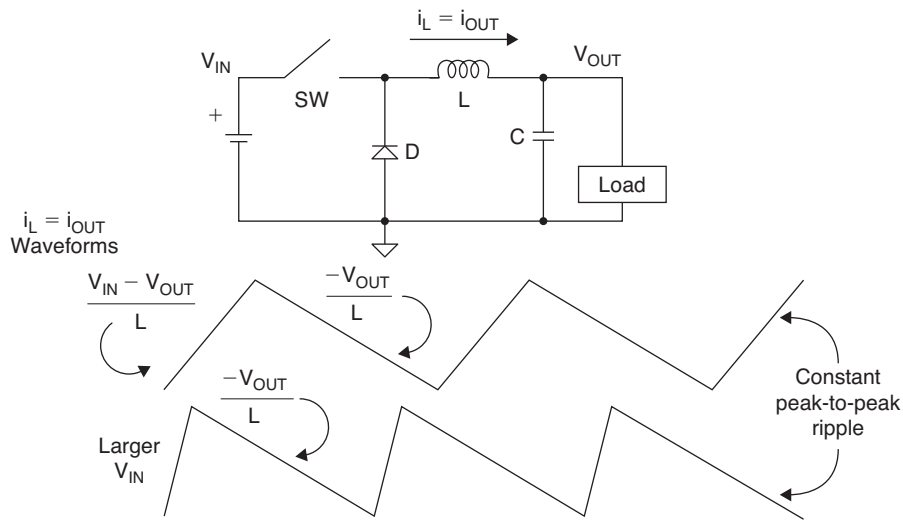 i_L = i_OUT
V_IN
V_OUT
SW
L
+
D
C
Load
i_L = i_OUT
Waveforms
V_IN − V_OUT
L
−V_OUT
L
−V_OUT
L
Constant
peak-to-peak
ripple
Larger
V_IN